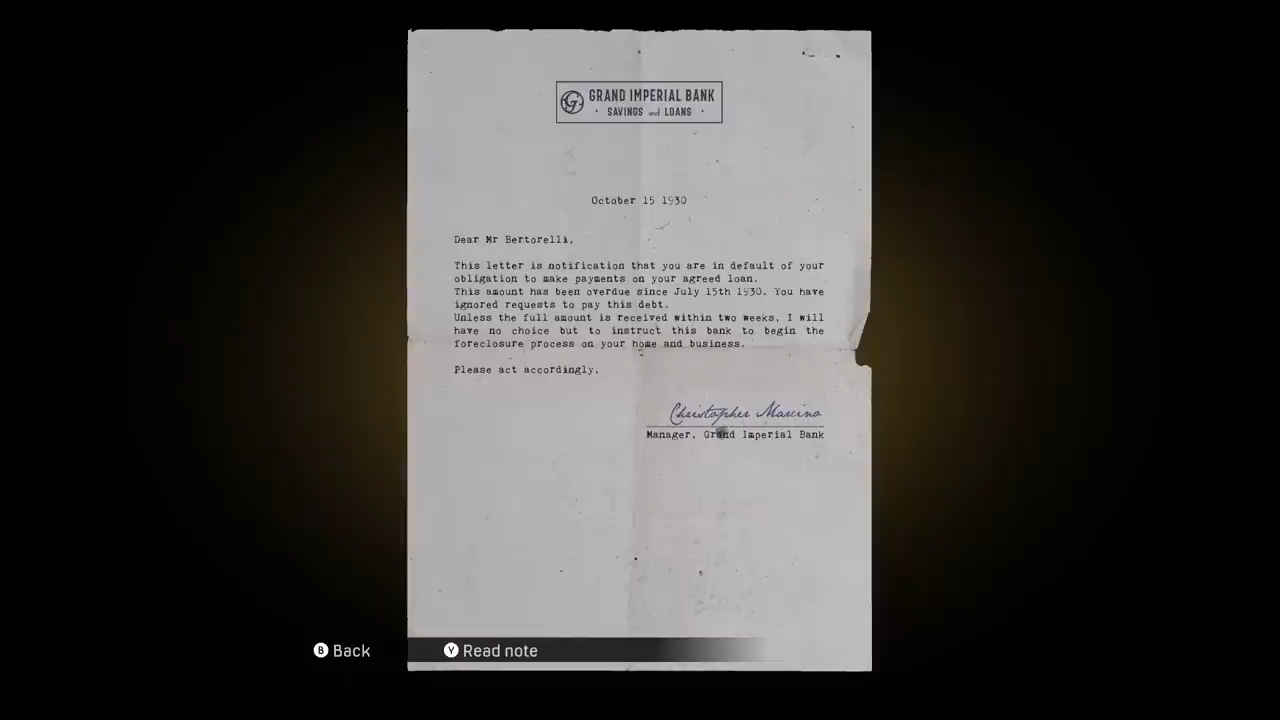 GRAND IMPERIAL BANK
· SAVINGS and LOANS ·
October 15 1930
Dear Mr Bertorelli,
This letter is notification that you are in default of your
obligation to make payments on your agreed loan.
This amount has been overdue since July 15th 1930. You have
ignored requests to pay this debt.
Unless the full amount is received within two weeks, I will
have no choice but to instruct this bank to begin the
foreclosure process on your home and business.
Please act accordingly.
Christopher Marcino
Manager, Grand Imperial Bank
B Back Y Read note